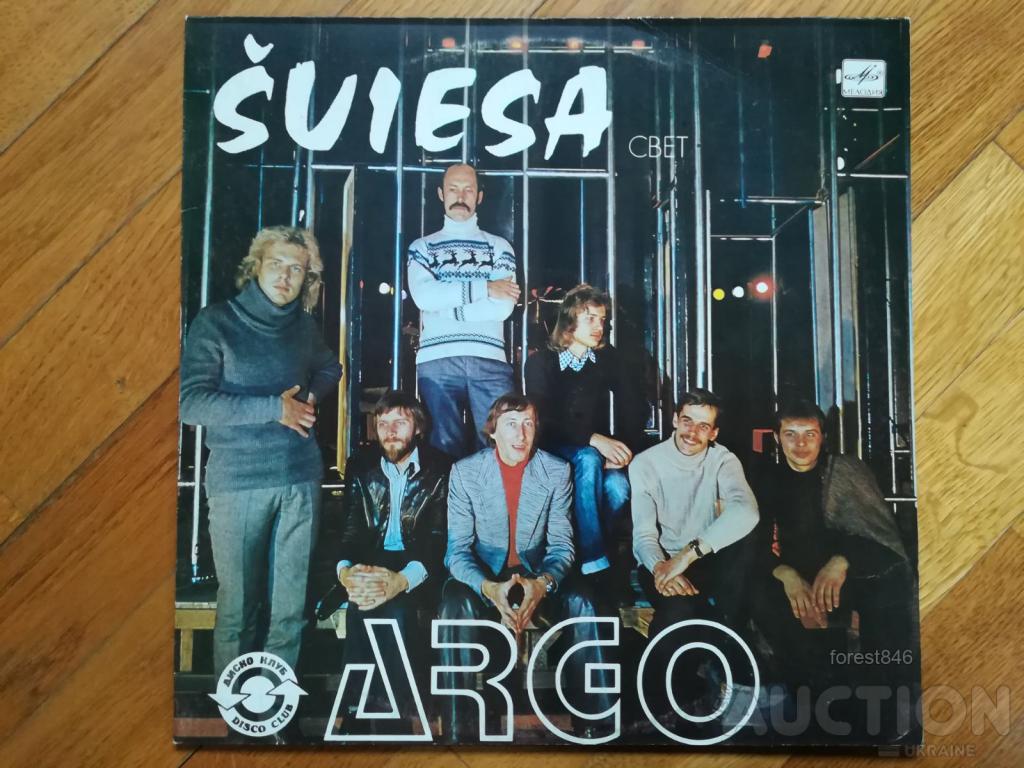 ŠVIESA
СВЕТ
МЕЛОДИЯ
ARGO
ДИСКО КЛУБ
DISCO CLUB
forest846
AUCTION
UKRAINE